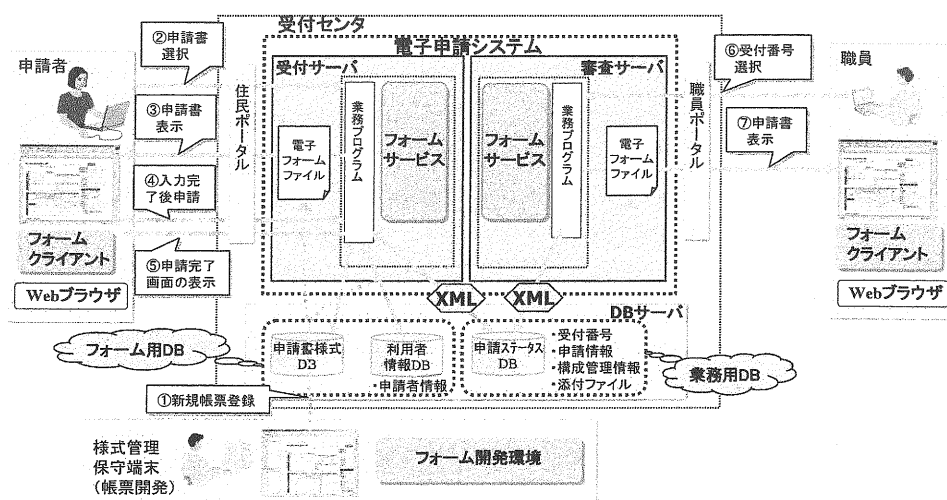 受付センタ
電子申請システム
②申請書
選択
申請者
③申請書
表示
④入力完
了後申請
フォーム
クライアント
⑤申請完了
画面の表示
Webブラウザ
住民ポータル
受付サーバ
電子
フォーム
ファイル
業務プログラム
フォーム
サービス
審査サーバ
フォーム
サービス
業務プログラム
電子
フォーム
ファイル
職員ポータル
⑥受付番号
選択
職員
⑦申請書
表示
フォーム
クライアント
Webブラウザ
XML
XML
DBサーバ
フォーム用DB
申請書様式
DB
利用者
情報DB
・申請者情報
申請ステータス
DB
・受付番号
・申請情報
・構成管理情報
・添付ファイル
業務用DB
①新規帳票登録
様式管理
保守端末
(帳票開発)
フォーム開発環境